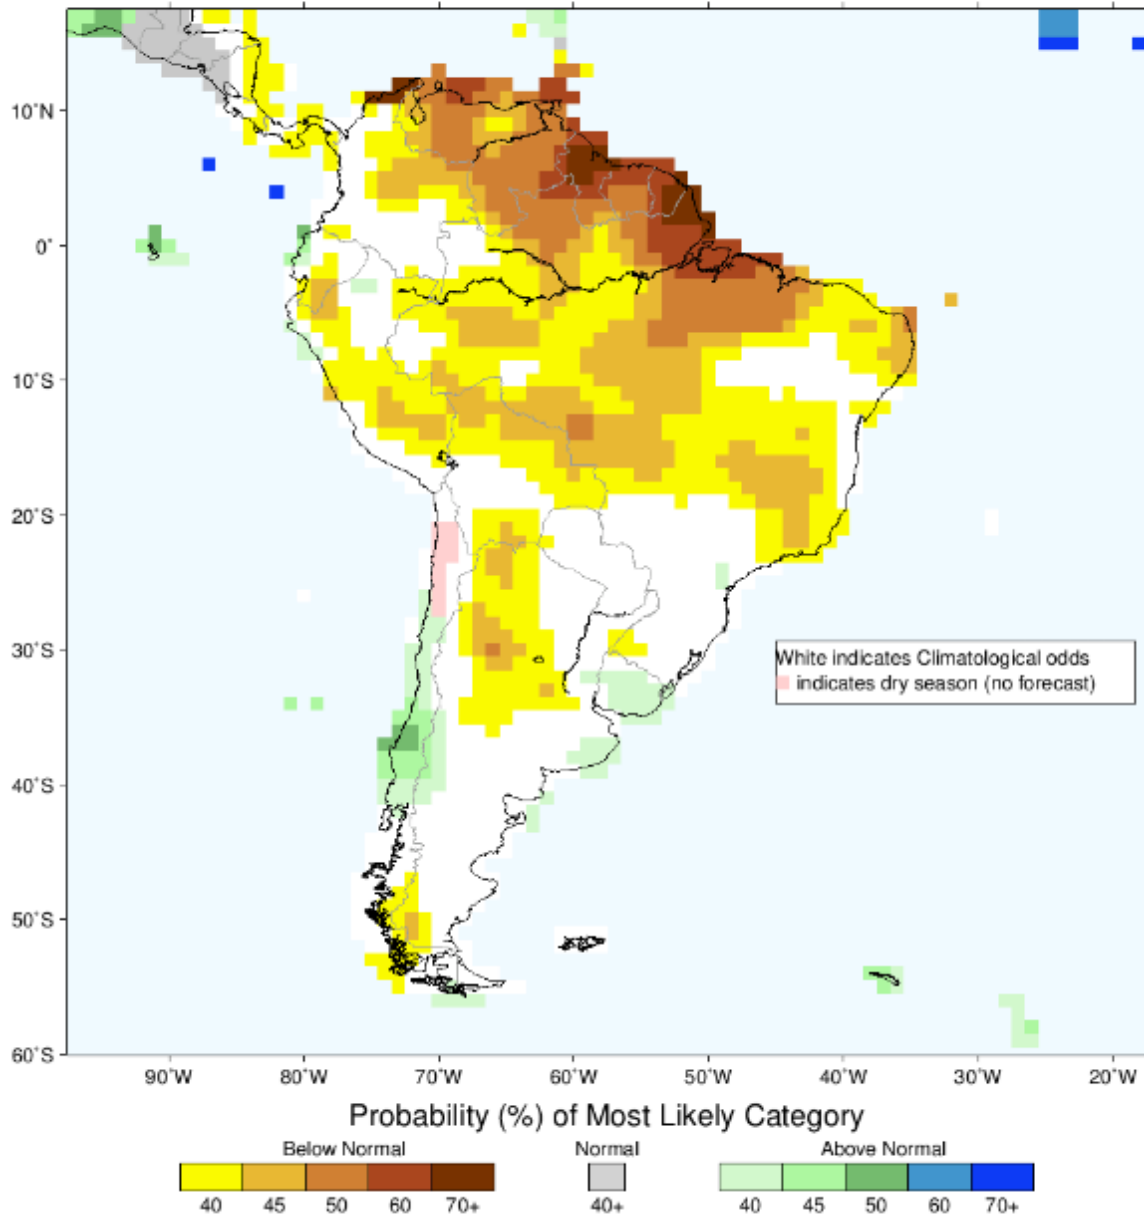 10°N
0°
10°S
20°S
30°S
40°S
50°S
60°S
White indicates Climatological odds
indicates dry season (no forecast)
90°W 80°W 70°W 60°W 50°W 40°W 30°W 20°W
Probability (%) of Most Likely Category
Below Normal Normal Above Normal
40 45 50 60 70+ 40+ 40 45 50 60 70+